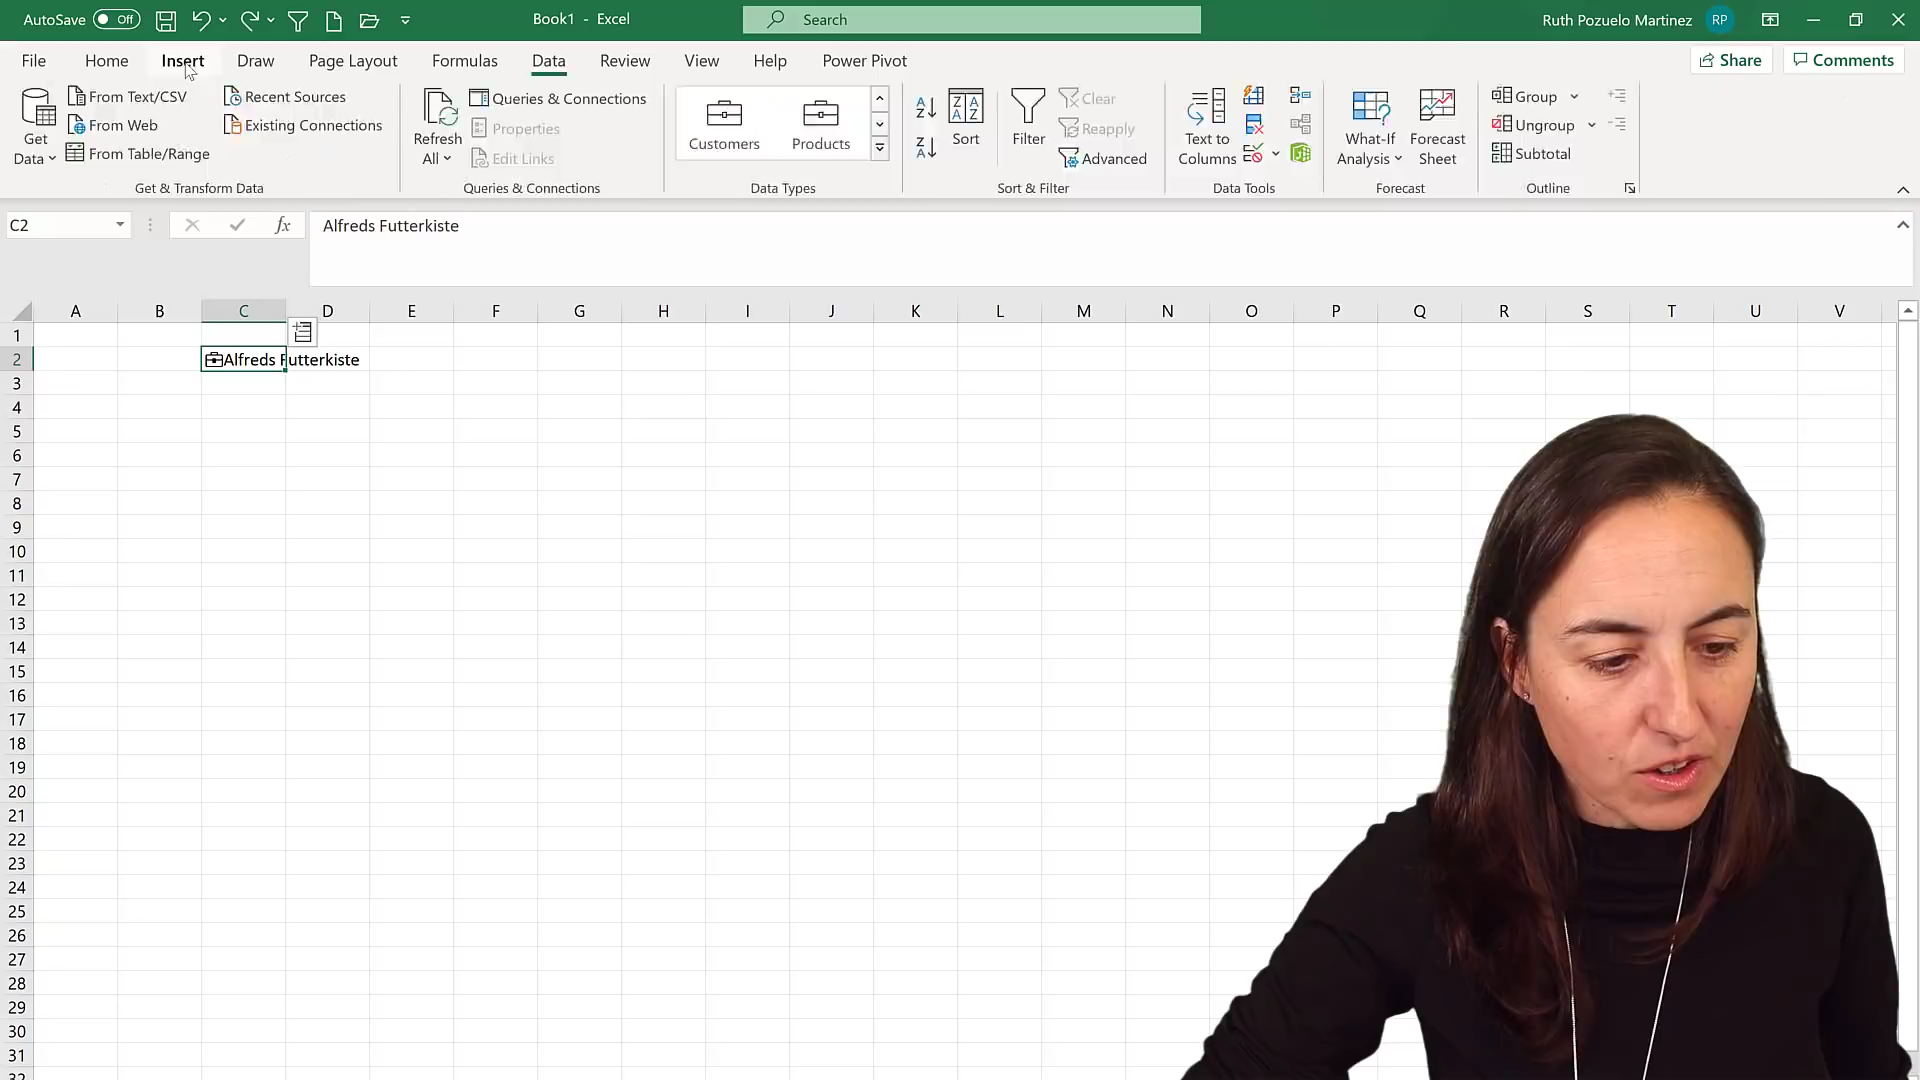 AutoSave Off Book1 - Excel Search Ruth Pozuelo Martinez RP
File Home Insert Draw Page Layout Formulas Data Review View Help Power Pivot Share Comments
Get Data
From Text/CSV
From Web
From Table/Range
Recent Sources
Existing Connections
Get & Transform Data
Refresh All
Queries & Connections
Properties
Edit Links
Queries & Connections
Customers Products
Data Types
Sort
Filter
Clear
Reapply
Advanced
Sort & Filter
Text to Columns
Data Tools
What-If Analysis
Forecast Sheet
Forecast
Group
Ungroup
Subtotal
Outline
C2 fx Alfreds Futterkiste
A B C D E F G H I J K L M N O P Q R S T U V
1
2 Alfreds Futterkiste
3
4
5
6
7
8
9
10
11
12
13
14
15
16
17
18
19
20
21
22
23
24
25
26
27
28
29
30
31
32